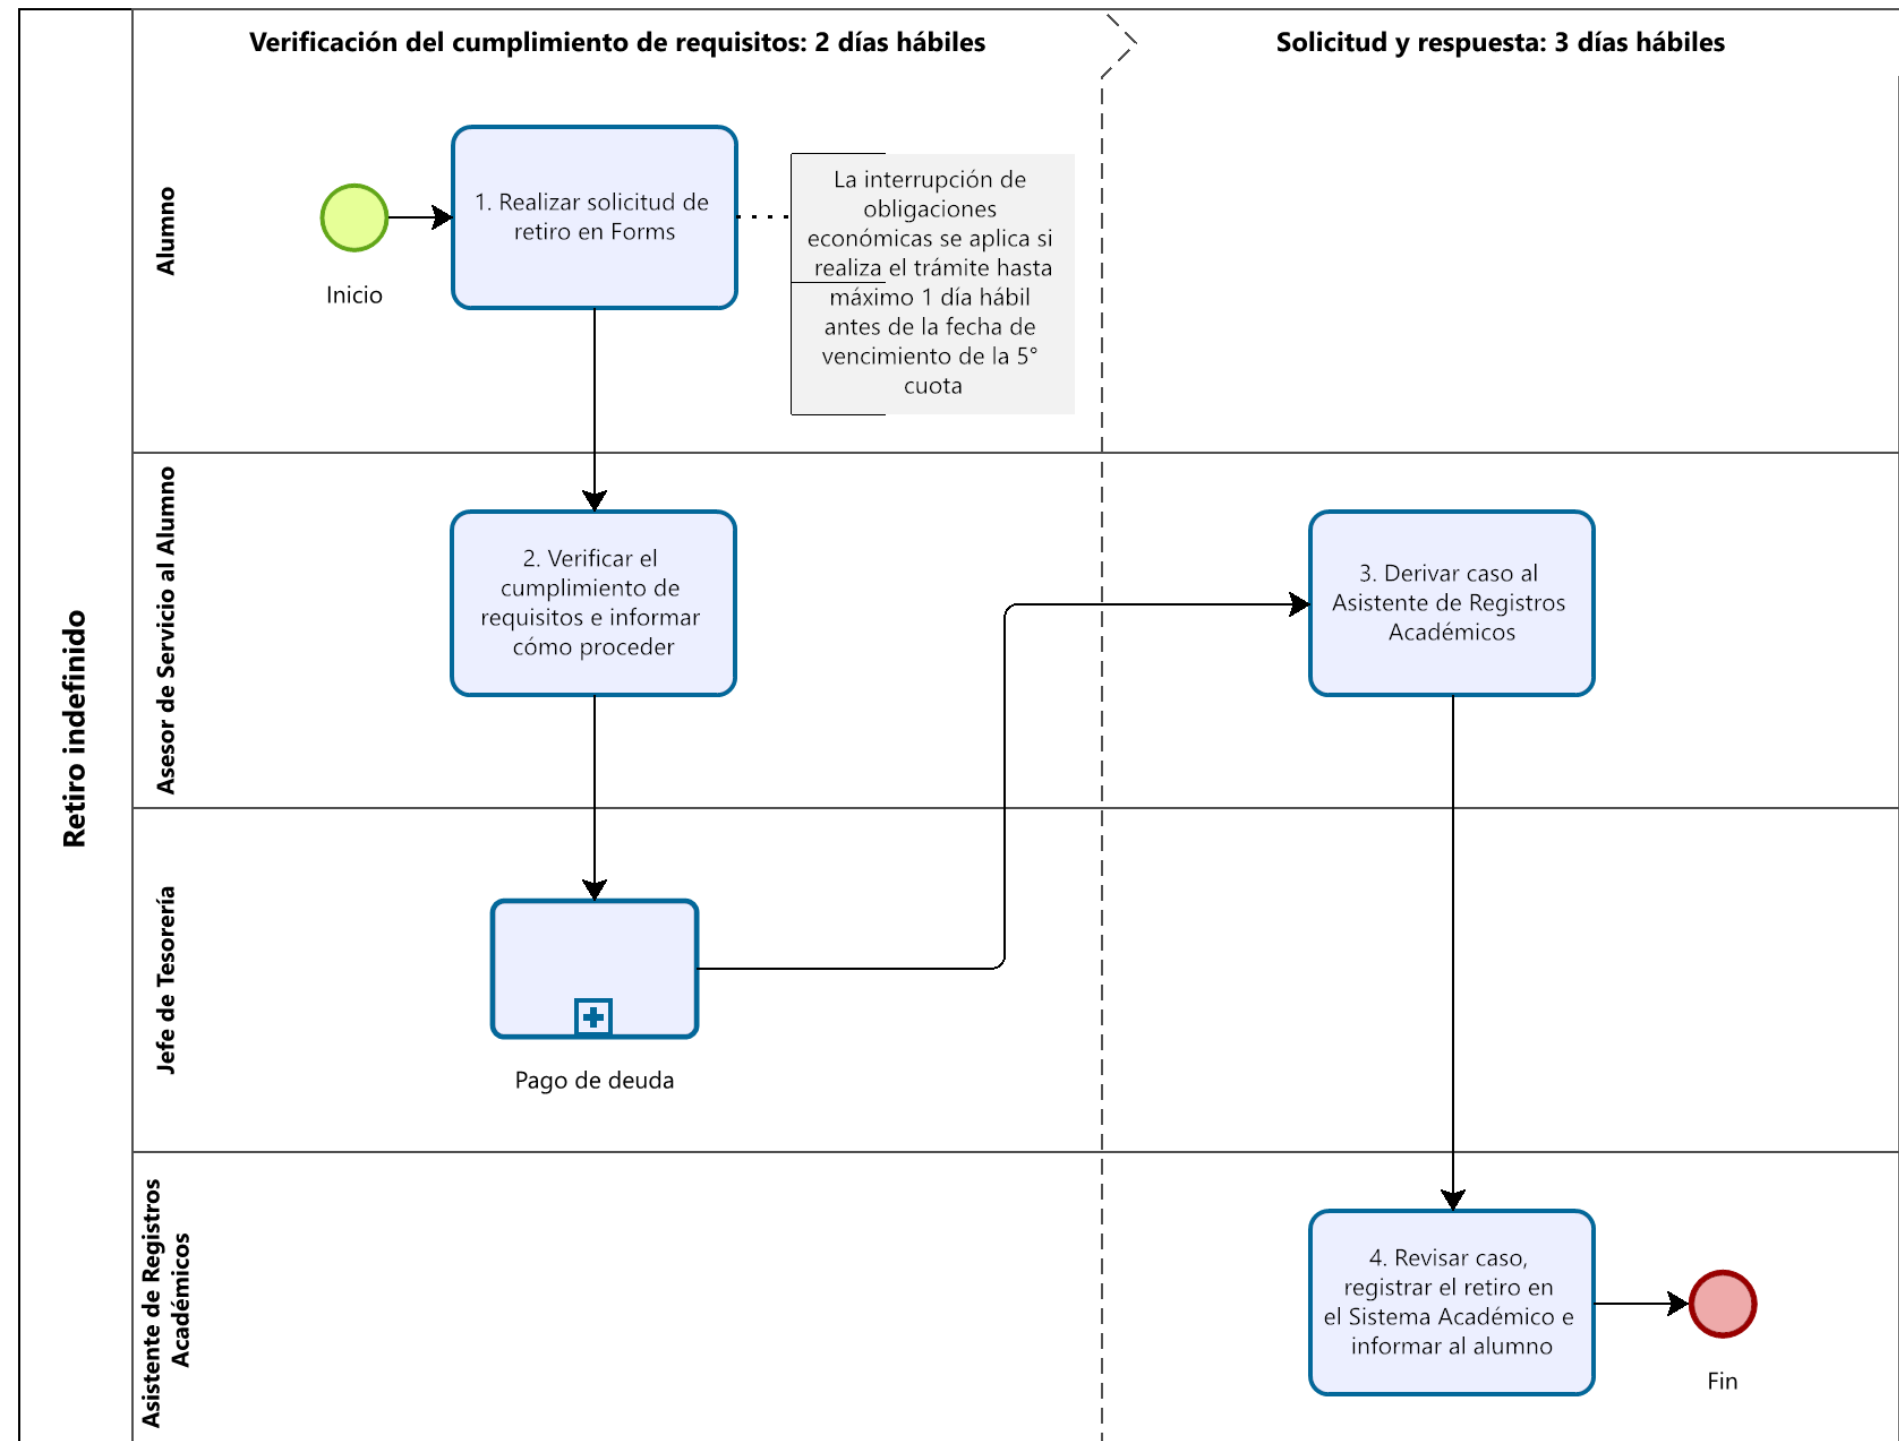 Verificación del cumplimiento de requisitos: 2 días hábiles
Solicitud y respuesta: 3 días hábiles
Retiro indefinido
Alumno
Inicio
1. Realizar solicitud de
retiro en Forms
La interrupción de
obligaciones
económicas se aplica si
realiza el trámite hasta
máximo 1 día hábil
antes de la fecha de
vencimiento de la 5°
cuota
Asesor de Servicio al Alumno
2. Verificar el
cumplimiento de
requisitos e informar
cómo proceder
3. Derivar caso al
Asistente de Registros
Académicos
Jefe de Tesorería
Pago de deuda
Asistente de Registros
Académicos
4. Revisar caso,
registrar el retiro en
el Sistema Académico e
informar al alumno
Fin